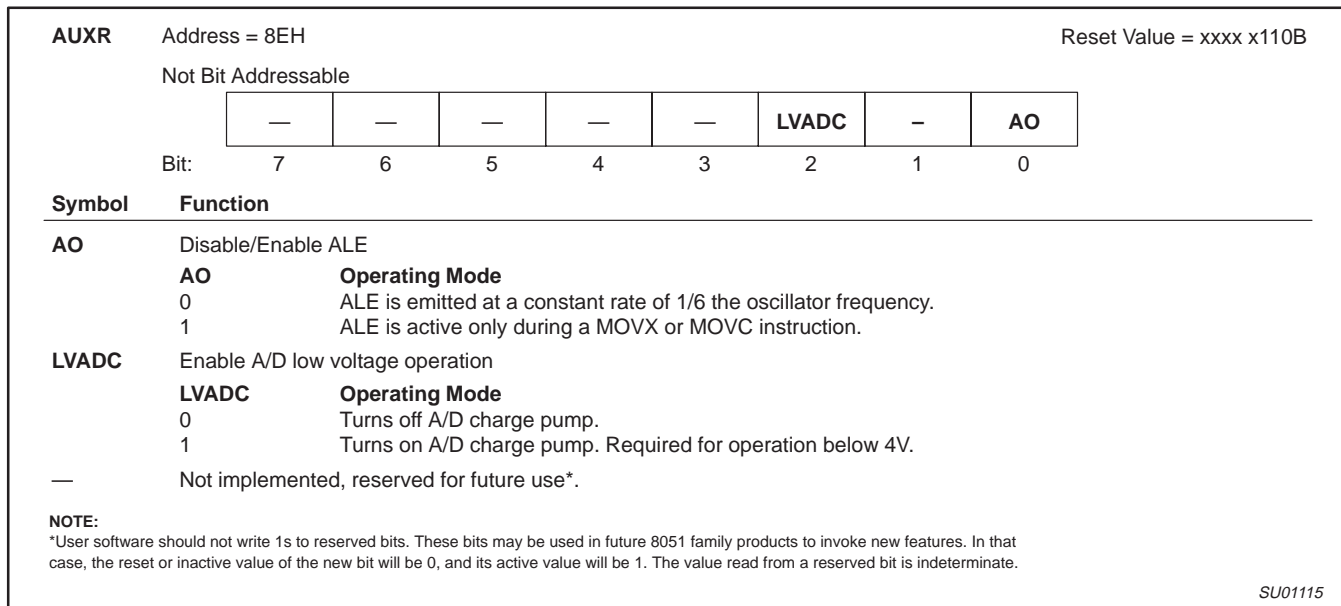 AUXR Address = 8EH Reset Value = xxxx x110B
Not Bit Addressable
— — — — — LVADC – AO
Bit: 7 6 5 4 3 2 1 0
Symbol Function
AO Disable/Enable ALE
AO Operating Mode
0 ALE is emitted at a constant rate of 1/6 the oscillator frequency.
1 ALE is active only during a MOVX or MOVC instruction.
LVADC Enable A/D low voltage operation
LVADC Operating Mode
0 Turns off A/D charge pump.
1 Turns on A/D charge pump. Required for operation below 4V.
— Not implemented, reserved for future use*.
NOTE:
*User software should not write 1s to reserved bits. These bits may be used in future 8051 family products to invoke new features. In that
case, the reset or inactive value of the new bit will be 0, and its active value will be 1. The value read from a reserved bit is indeterminate.
SU01115